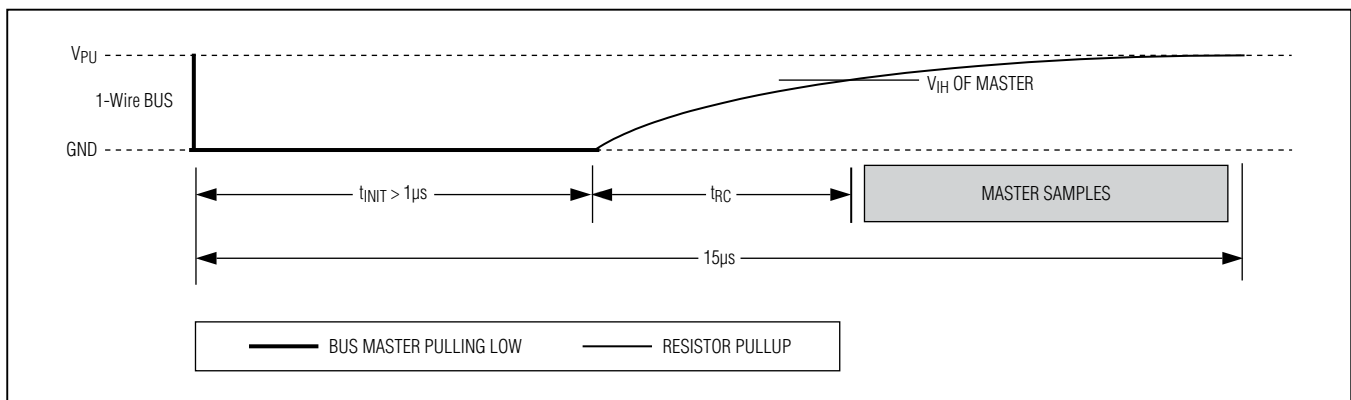 VPU
1-Wire BUS
GND
VIH OF MASTER
tINIT > 1µs
tRC
MASTER SAMPLES
15µs
BUS MASTER PULLING LOW
RESISTOR PULLUP